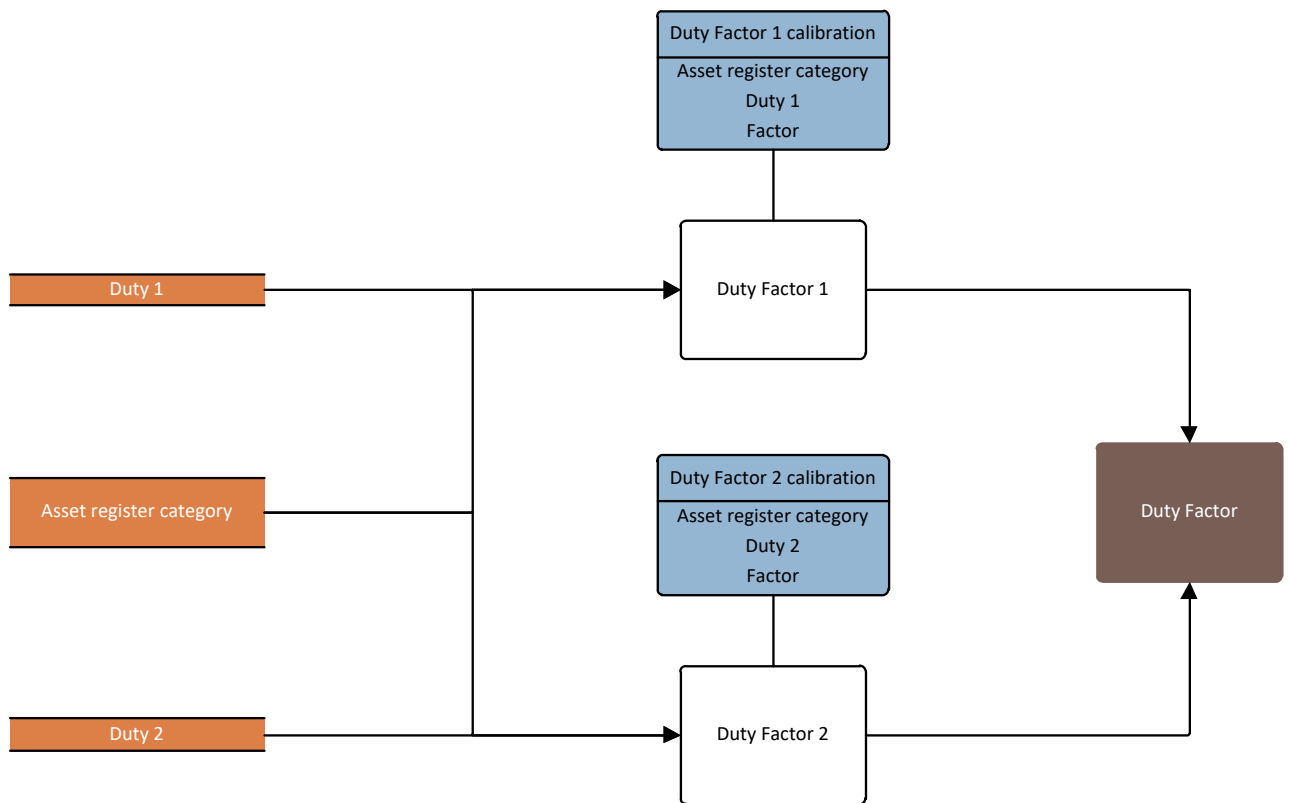 Duty Factor 1 calibration
Asset register category
Duty 1
Factor
Duty 1
Duty Factor 1
Asset register category
Duty Factor 2 calibration
Asset register category
Duty 2
Factor
Duty Factor
Duty 2
Duty Factor 2